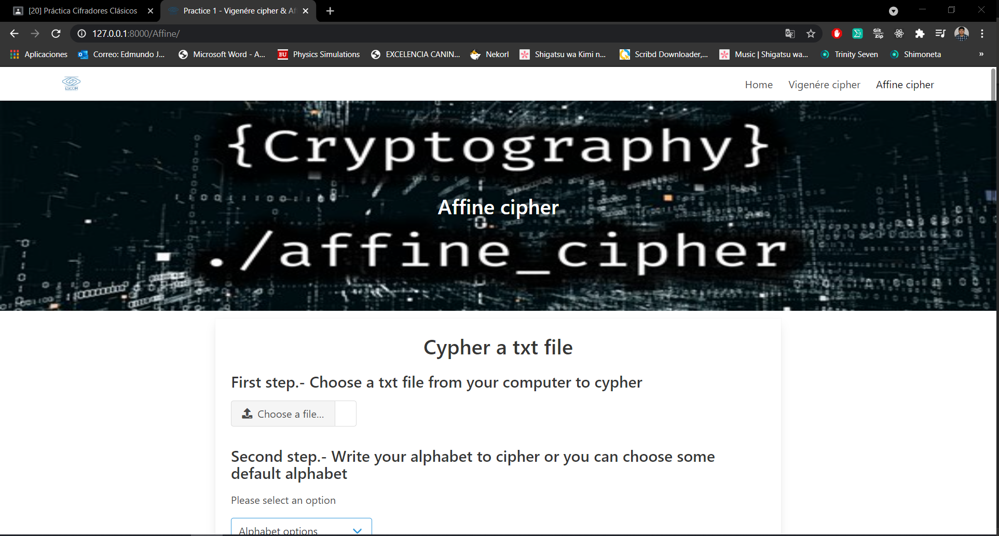 [20] Práctica Cifradores Clásicos
Practice 1 - Vigenére cipher & Af
127.0.0.1:8000/Affine/
Git
Zip
Aplicaciones
Correo: Edmundo J...
Microsoft Word - A...
BU Physics Simulations
EXCELENCIA CANIN...
Nekorl
Shigatsu wa Kimi n...
Scribd Downloader,...
Music | Shigatsu wa...
Trinity Seven
Shimoneta
»
ESCOM
Home
Vigenére cipher
Affine cipher
{Cryptography}
Affine cipher
./affine_cipher
Cypher a txt file
First step.- Choose a txt file from your computer to cypher
Choose a file...
Second step.- Write your alphabet to cipher or you can choose some
default alphabet
Please select an option
Alphabet options